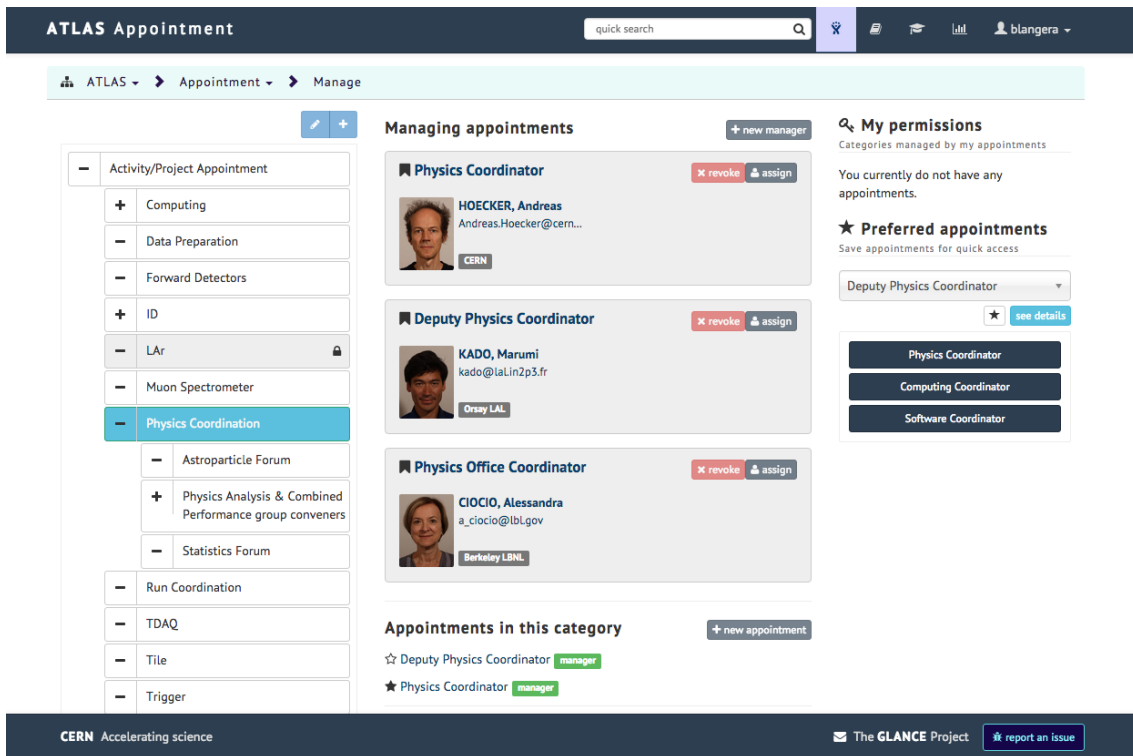 ATLAS Appointment
quick search
blangera
ATLAS
Appointment
Manage
Activity/Project Appointment
Computing
Data Preparation
Forward Detectors
ID
LAr
Muon Spectrometer
Physics Coordination
Astroparticle Forum
Physics Analysis & Combined
Performance group conveners
Statistics Forum
Run Coordination
TDAQ
Tile
Trigger
Managing appointments
+ new manager
Physics Coordinator
revoke
assign
HOECKER, Andreas
Andreas.Hoecker@cern...
CERN
Deputy Physics Coordinator
revoke
assign
KADO, Marumi
kado@lal.in2p3.fr
Orsay LAL
Physics Office Coordinator
revoke
assign
CIOCIO, Alessandra
a_ciocio@lbl.gov
Berkeley LBNL
Appointments in this category
+ new appointment
Deputy Physics Coordinator manager
Physics Coordinator manager
My permissions
Categories managed by my appointments
You currently do not have any
appointments.
Preferred appointments
Save appointments for quick access
Deputy Physics Coordinator
see details
Physics Coordinator
Computing Coordinator
Software Coordinator
CERN Accelerating science
The GLANCE Project
report an issue